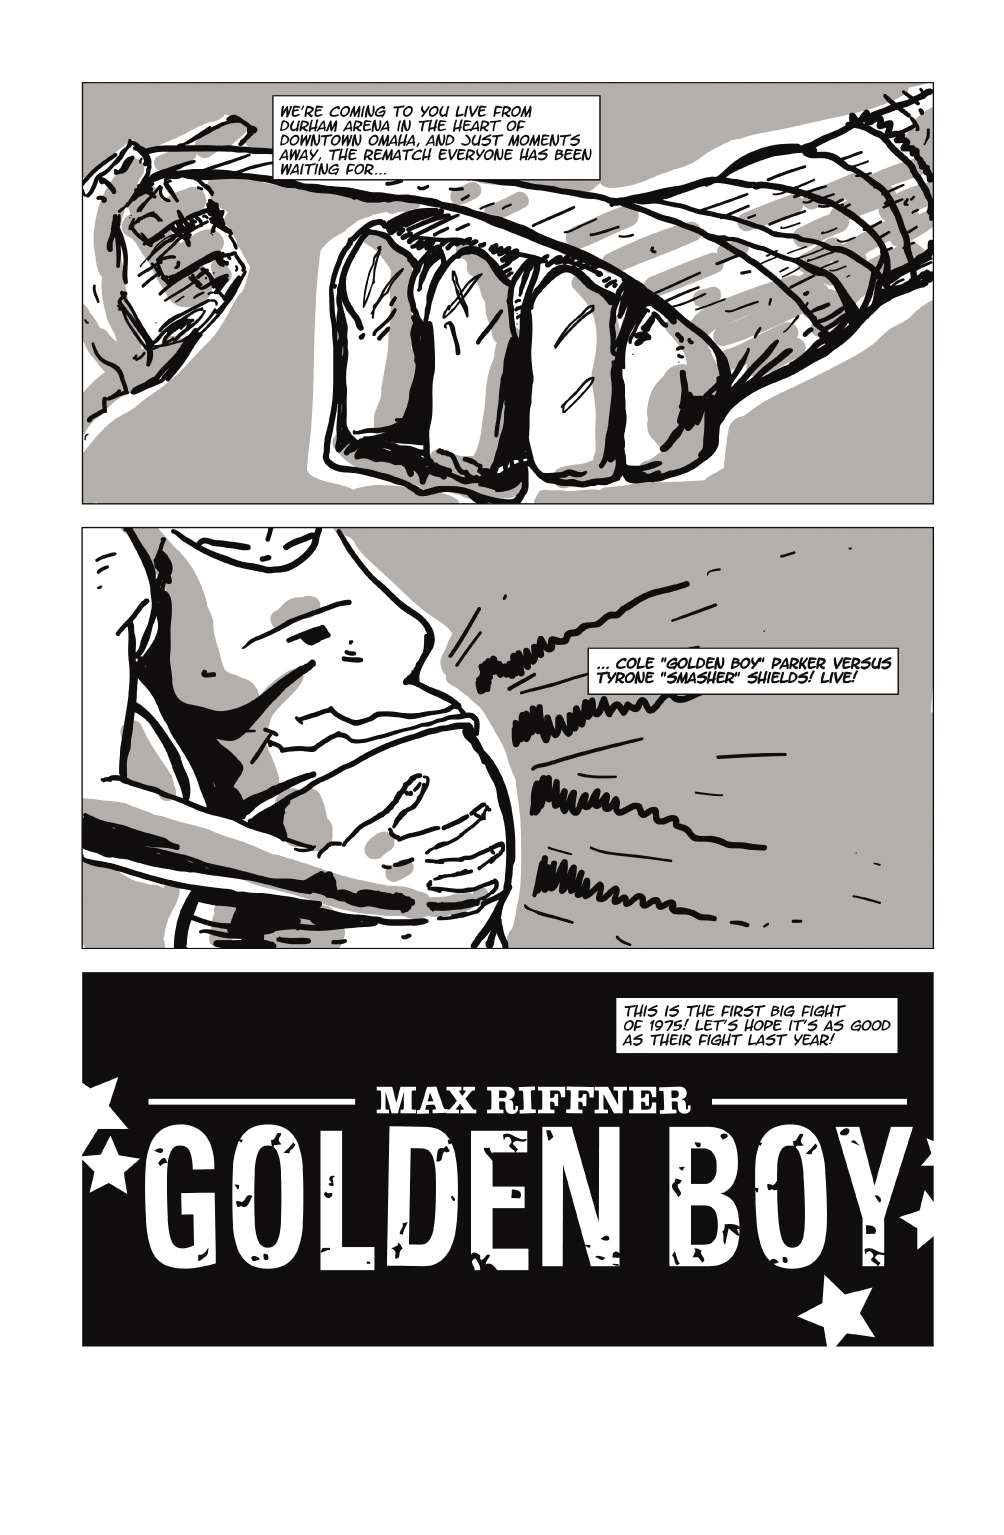 WE'RE COMING TO YOU LIVE FROM
DURHAM ARENA IN THE HEART OF
DOWNTOWN OMAHA, AND JUST MOMENTS
AWAY, THE REMATCH EVERYONE HAS BEEN
WAITING FOR...
... COLE "GOLDEN BOY" PARKER VERSUS
TYRONE "SMASHER" SHIELDS! LIVE!
THIS IS THE FIRST BIG FIGHT
OF 1975! LET'S HOPE IT'S AS GOOD
AS THEIR FIGHT LAST YEAR!
MAX RIFFNER
GOLDEN BOY